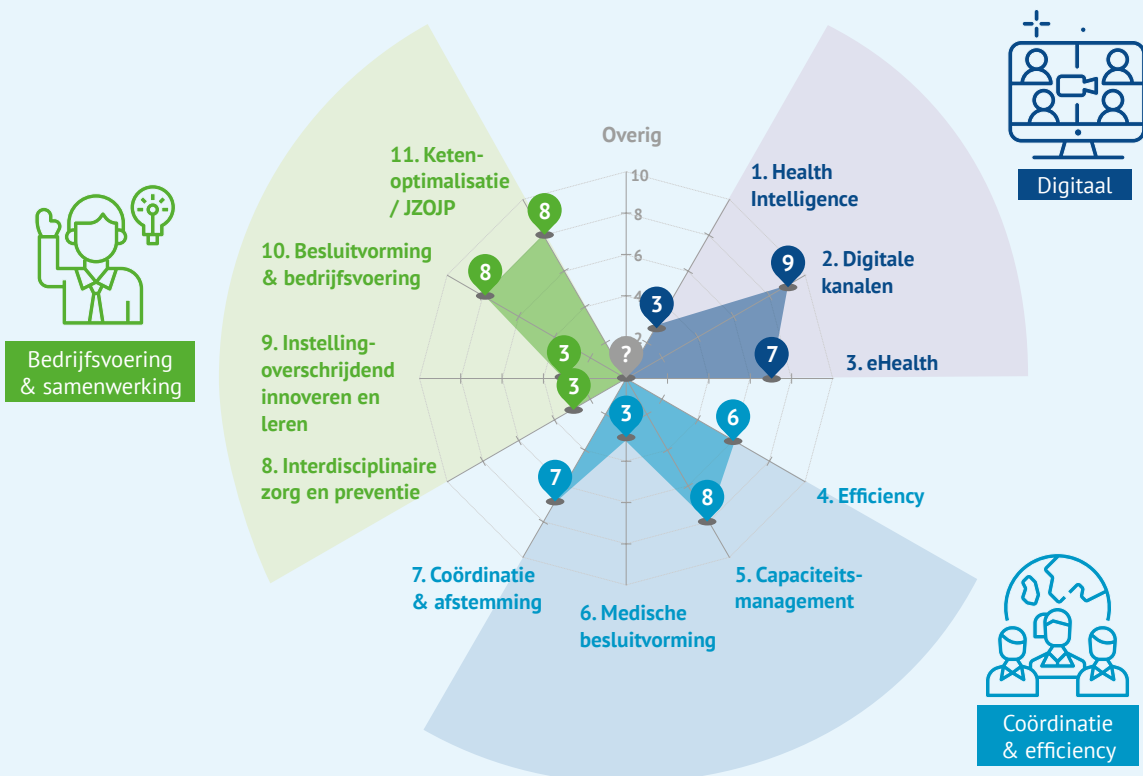 Overig
10
8
6
4
2
?
1. Health
Intelligence
3
2. Digitale
kanalen
9
3. eHealth
7
Digitaal
4. Efficiency
6
5. Capaciteits-
management
8
6. Medische
besluitvorming
3
7. Coördinatie
& afstemming
7
Coördinatie
& efficiency
8. Interdisciplinaire
zorg en preventie
3
9. Instelling-
overschrijdend
innoveren en
leren
3
10. Besluitvorming
& bedrijfsvoering
8
11. Keten-
optimalisatie
/ JZOJP
8
Bedrijfsvoering
& samenwerking